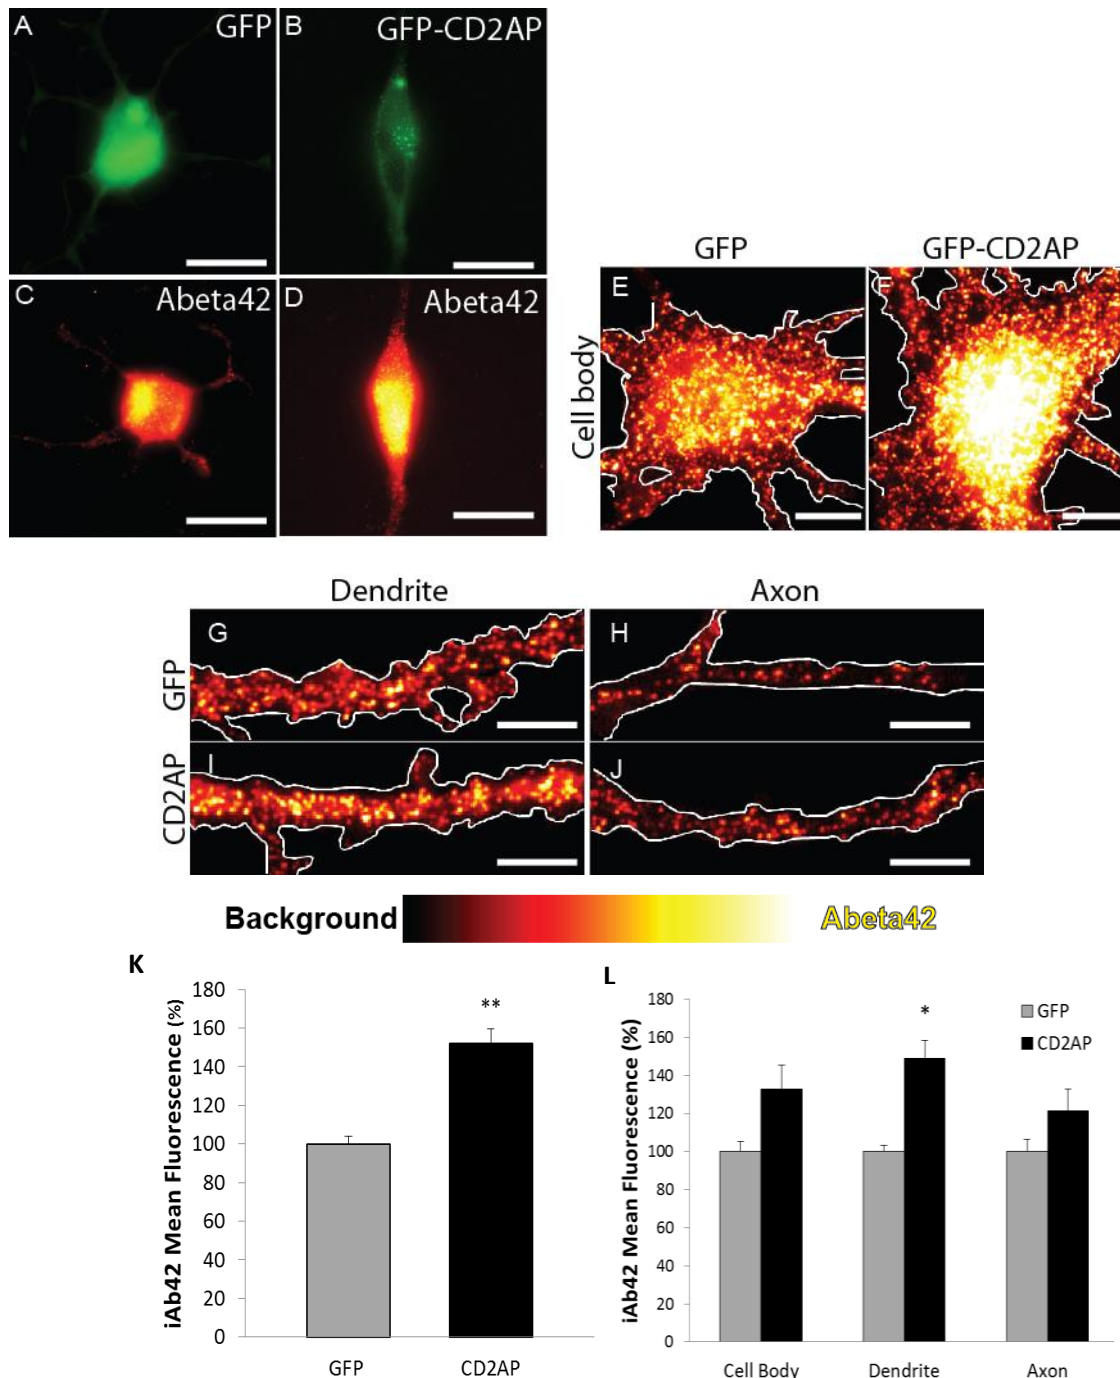 A GFP
B GFP-CD2AP
C Abeta42
D Abeta42
GFP
GFP-CD2AP
Cell body
E
F
Dendrite
Axon
GFP
G
H
CD2AP
I
J
Background
Abeta42
K
iAb42 Mean Fluorescence (%)
180
160
140
120
100
80
60
40
20
0
**
GFP
CD2AP
L
iAb42 Mean Fluorescence (%)
180
160
140
120
100
80
60
40
20
0
*
GFP
CD2AP
Cell Body
Dendrite
Axon